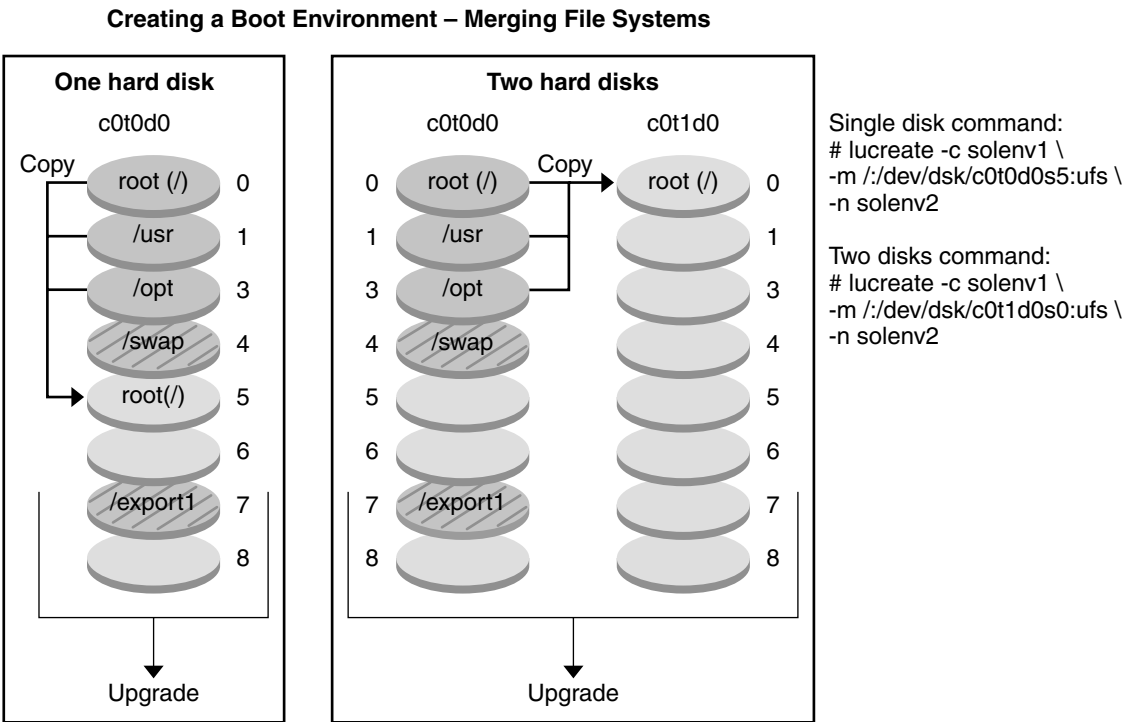 Creating a Boot Environment – Merging File Systems
One hard disk
c0t0d0
Copy
root (/) 0
/usr 1
/opt 3
/swap 4
root(/) 5
6
/export1 7
8
Upgrade
Two hard disks
c0t0d0 c0t1d0
Copy
0 root (/) root (/) 0
1 /usr 1
3 /opt 3
4 /swap 4
5 5
6 6
7 /export1 7
8 8
Upgrade
Single disk command:
# lucreate -c solenv1 \
-m /:/dev/dsk/c0t0d0s5:ufs \
-n solenv2
Two disks command:
# lucreate -c solenv1 \
-m /:/dev/dsk/c0t1d0s0:ufs \
-n solenv2